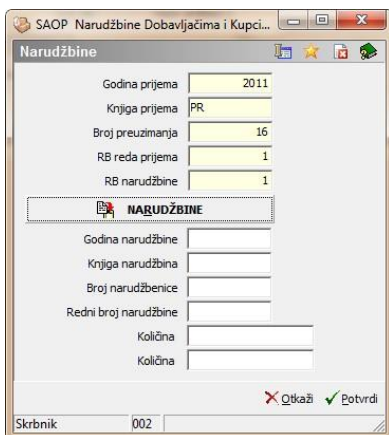 SAOP Narudžbine Dobavljačima i Kupci...
Narudžbine
Godina prijema 2011
Knjiga prijema PR
Broj preuzimanja 16
RB reda prijema 1
RB narudžbine 1
NARUDŽBINE
Godina narudžbine
Knjiga narudžbina
Broj narudžbenice
Redni broj narudžbine
Količina
Količina
Otkaži Potvrdi
Skrbnik 002